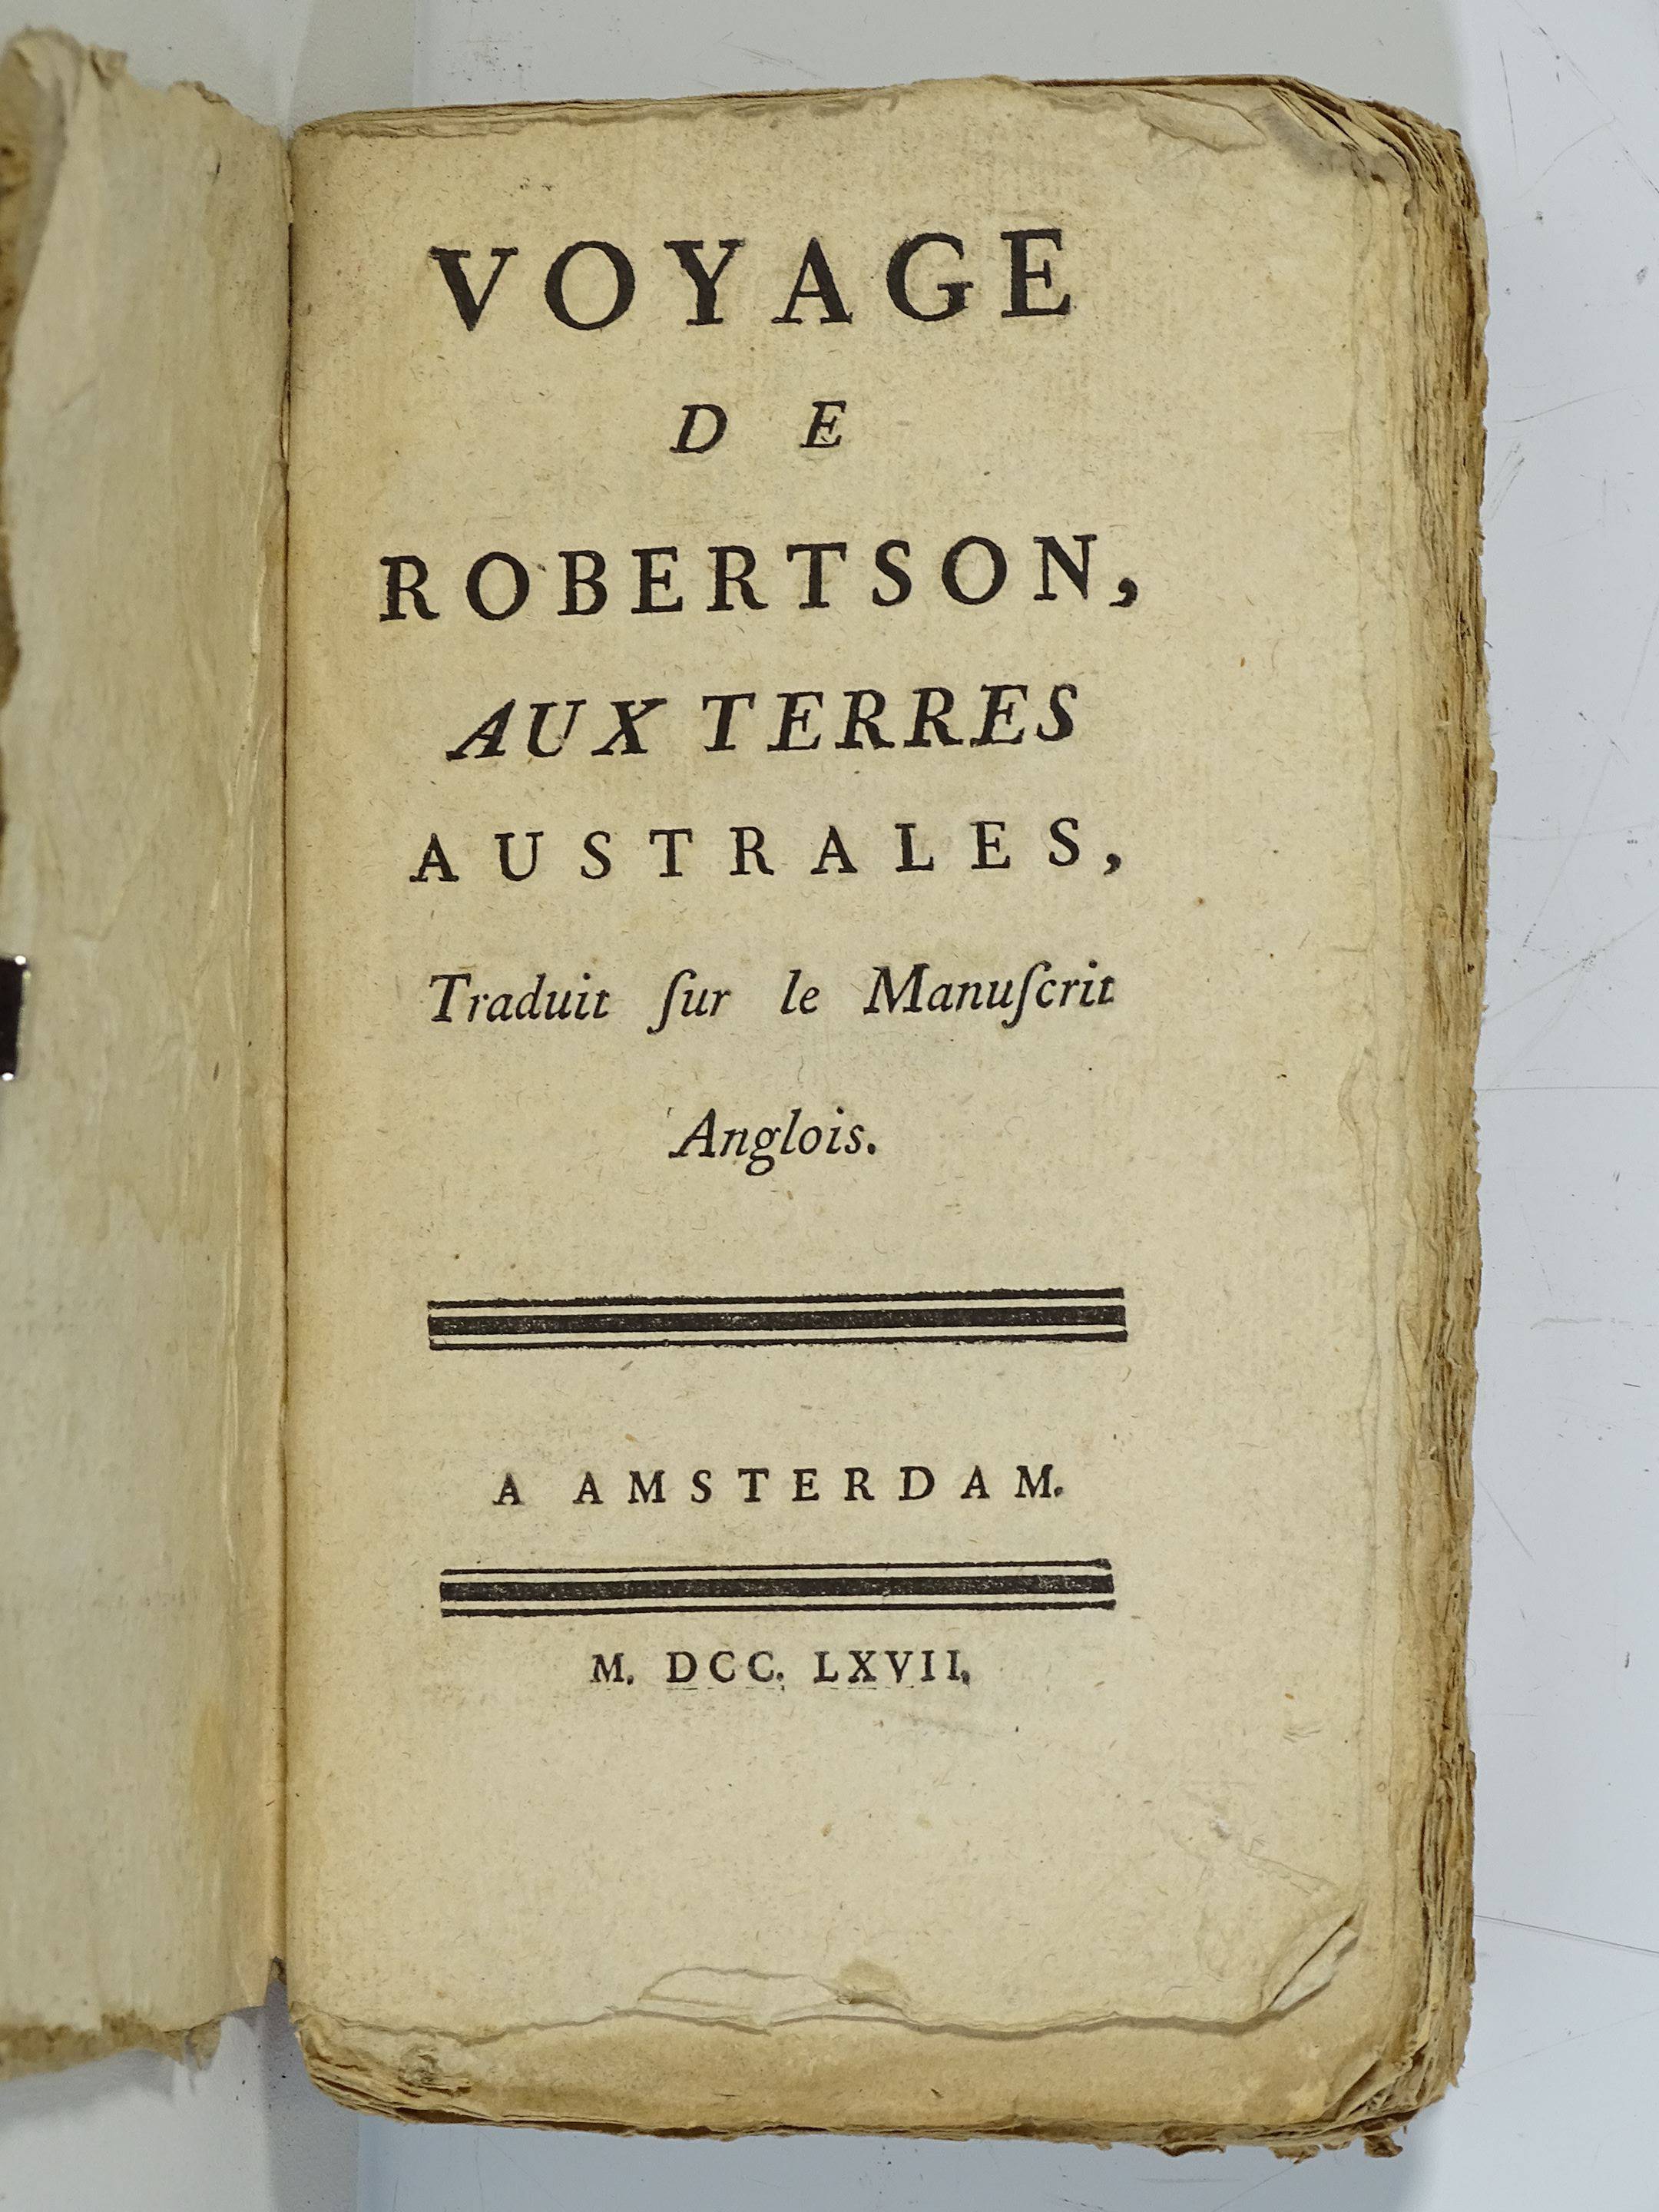 VOYAGE
DE
ROBERTSON,
AUX TERRES
AUSTRALES,
Traduit ſur le Manuſcrit
Anglois.
A AMSTERDAM.
M. DCC. LXVII.